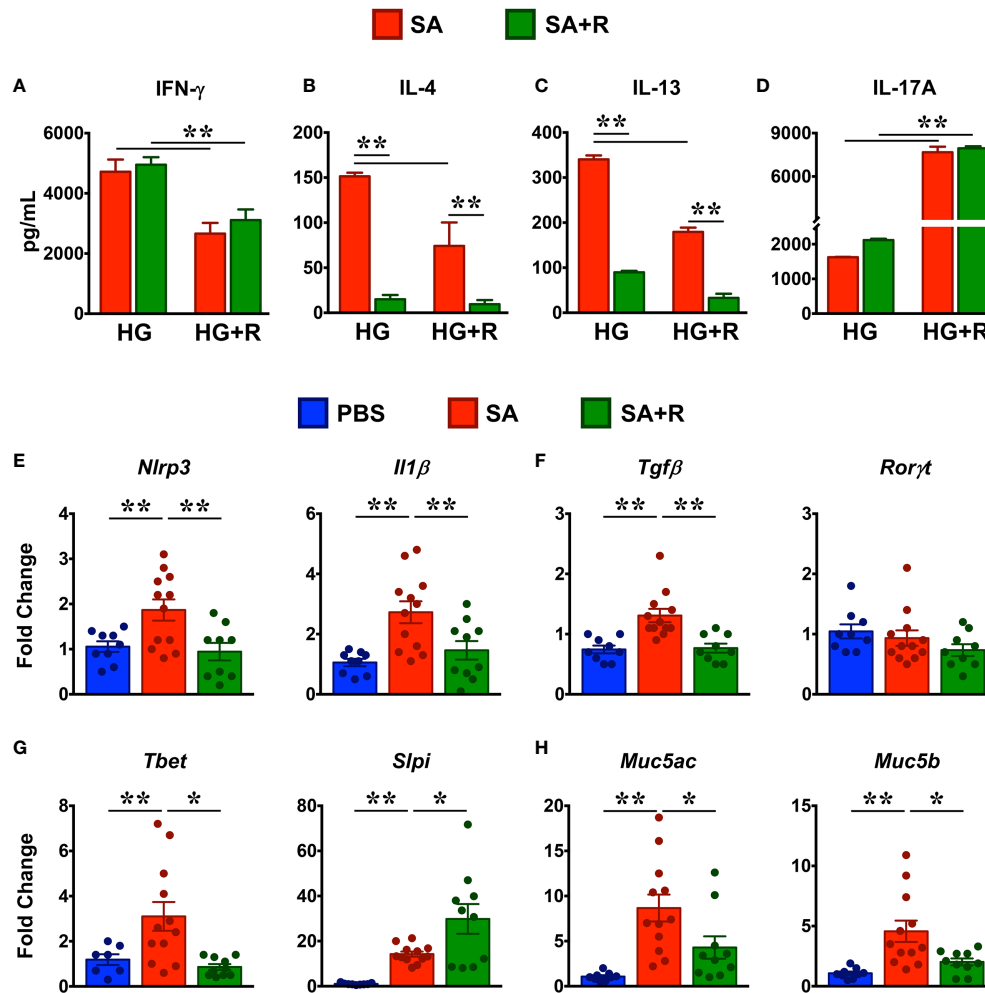 SA SA+R
A IFN-γ B IL-4 C IL-13 D IL-17A
pg/mL
6000 4000 2000 0
**
HG HG+R
200 150 100 50 0
** **
HG HG+R
400 300 200 100 0
** **
HG HG+R
9000 6000 2000 1000 0
**
HG HG+R
PBS SA SA+R
E Nlrp3 Il1β F Tgfβ Rorγt
Fold Change
4 3 2 1 0
** **
6 4 2 0
** **
3 2 1 0
** **
3 2 1 0
G Tbet Slpi H Muc5ac Muc5b
Fold Change
8 6 4 2 0
** *
80 60 40 20 0
** *
20 15 10 5 0
** *
15 10 5 0
** *